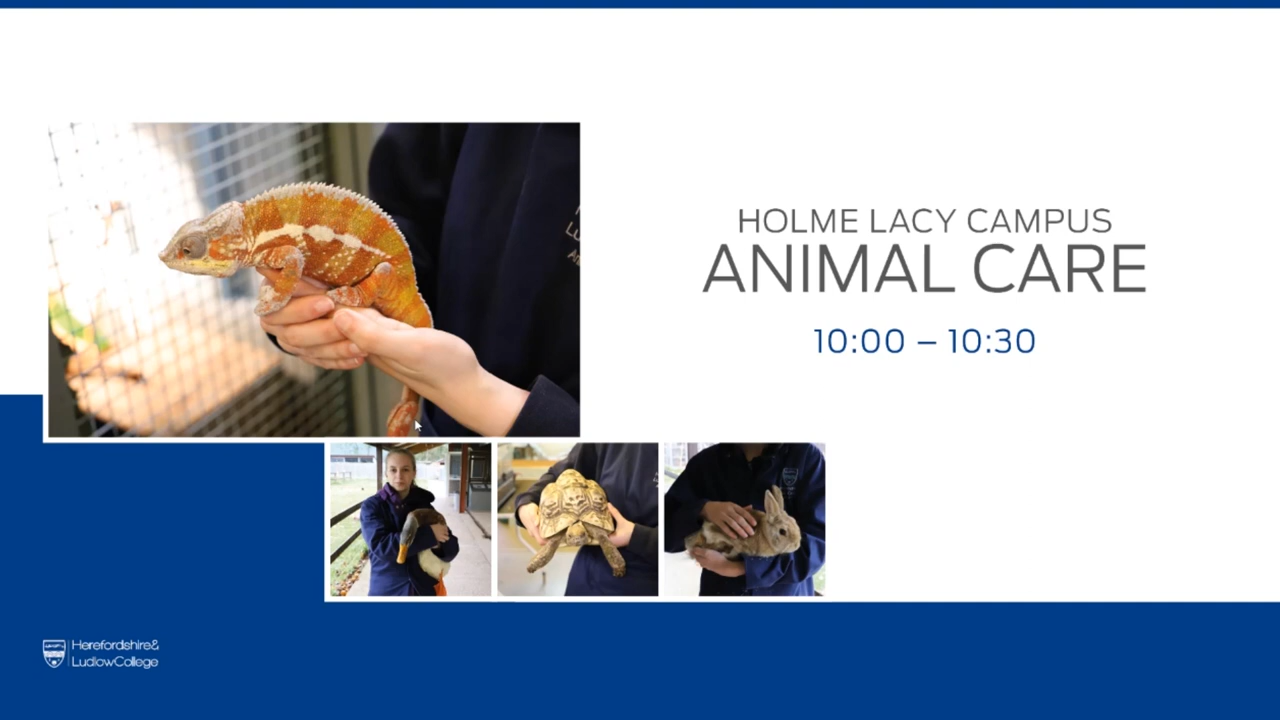 HOLME LACY CAMPUS
ANIMAL CARE
10:00 – 10:30
Herefordshire&
LudlowCollege